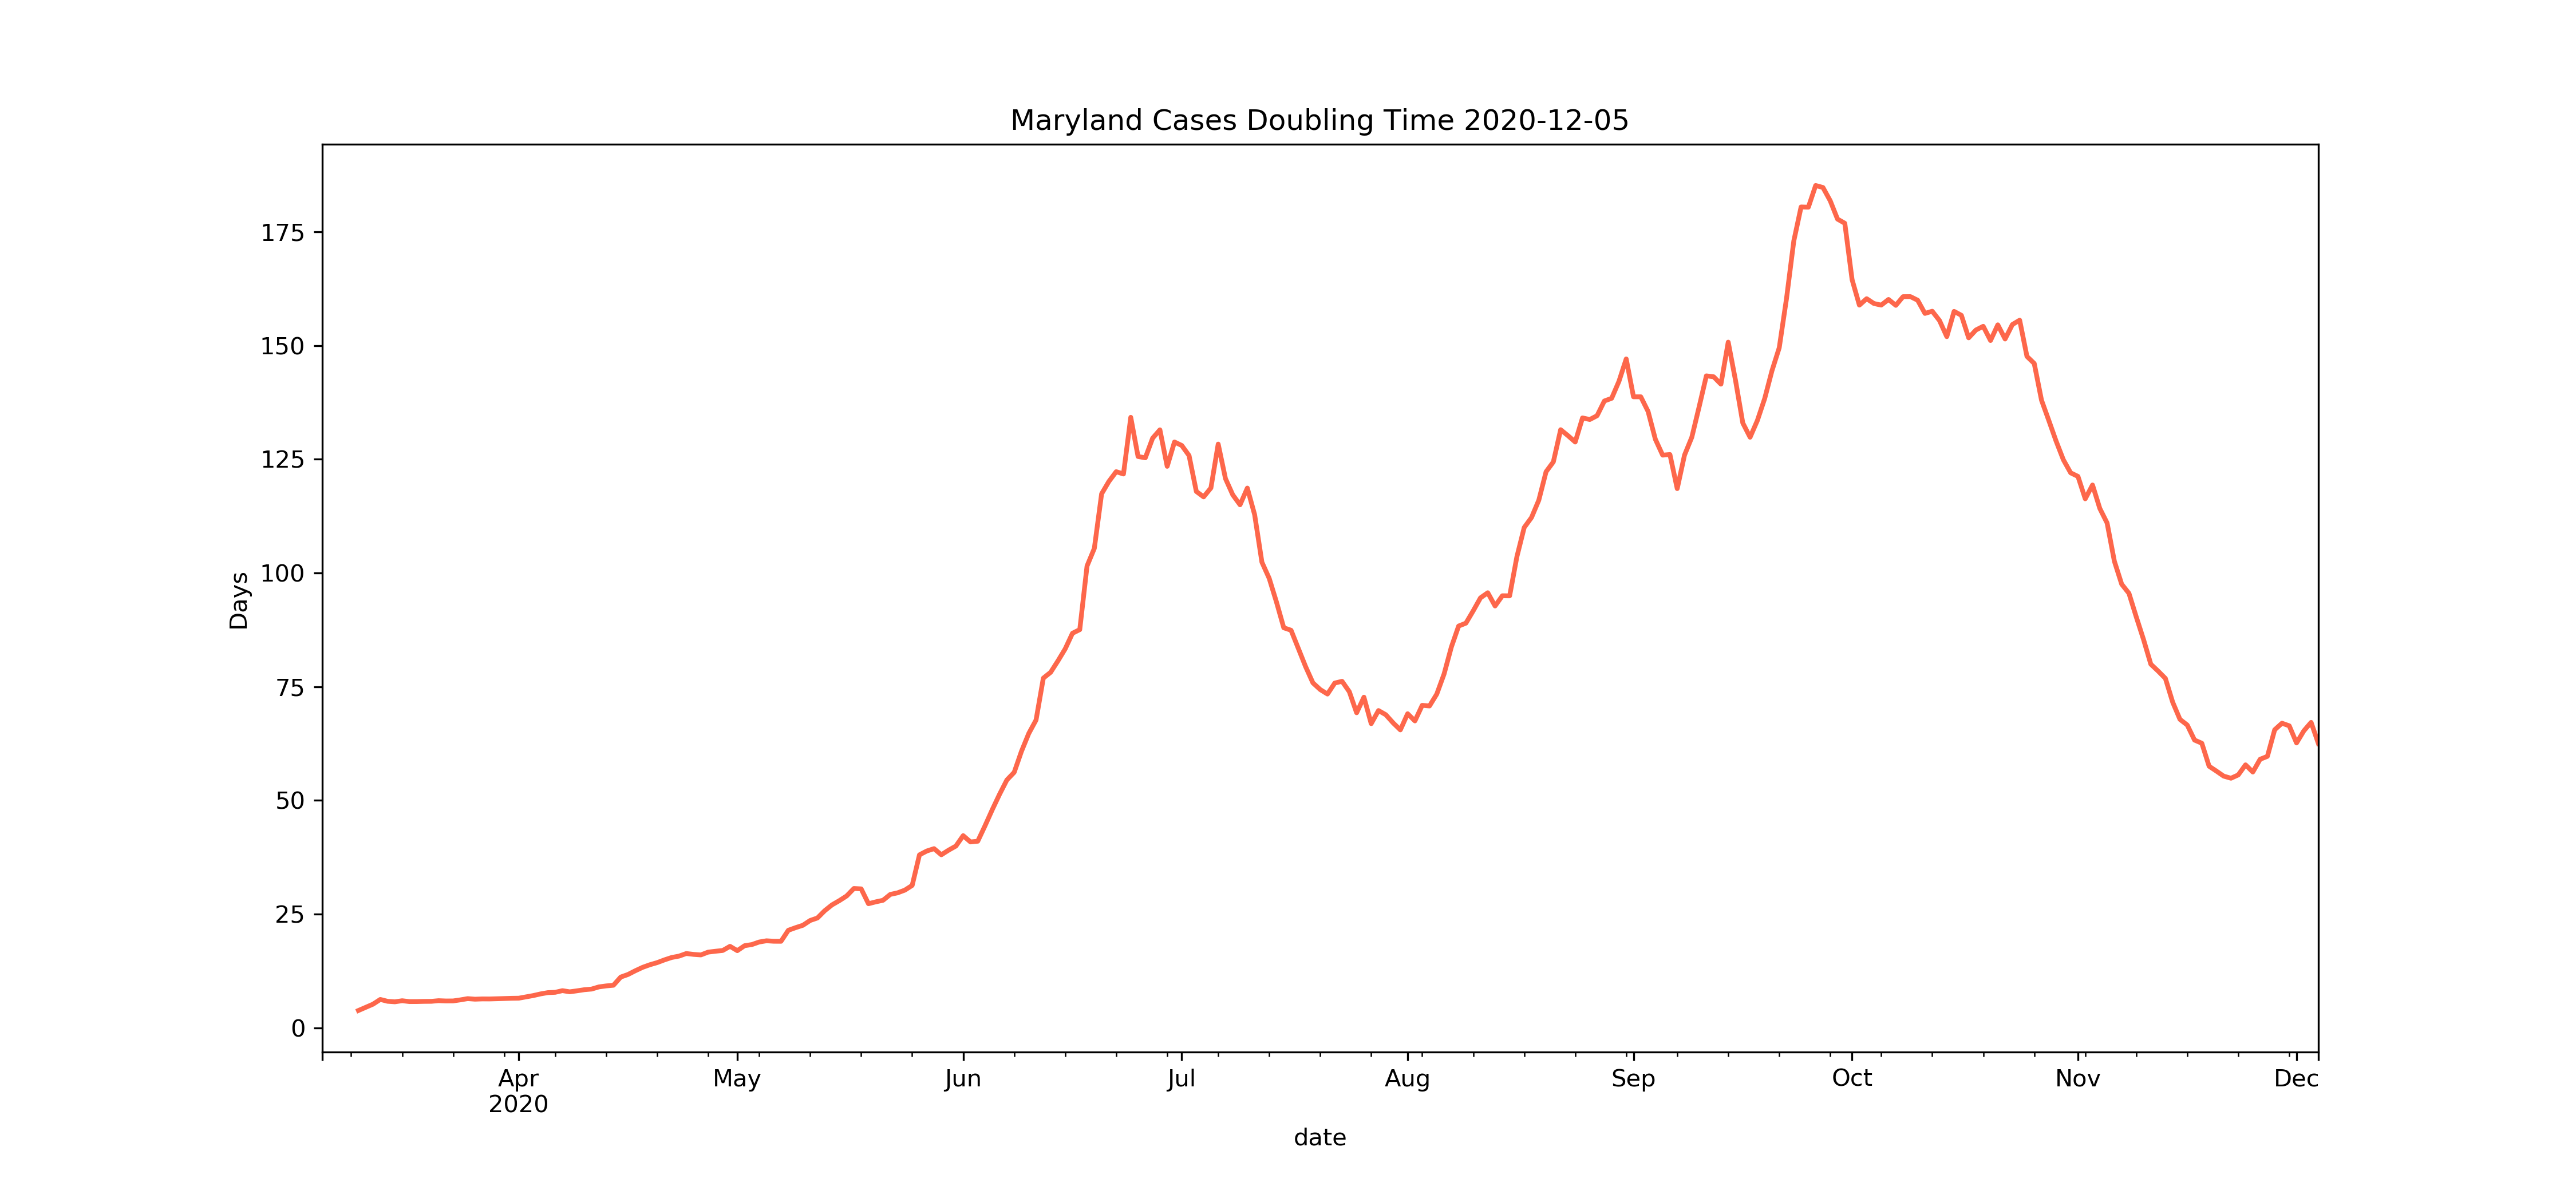 Maryland Cases Doubling Time 2020-12-05
175
150
125
100
75
50
25
0
Days
Apr May Jun Jul Aug Sep Oct Nov Dec
2020
date